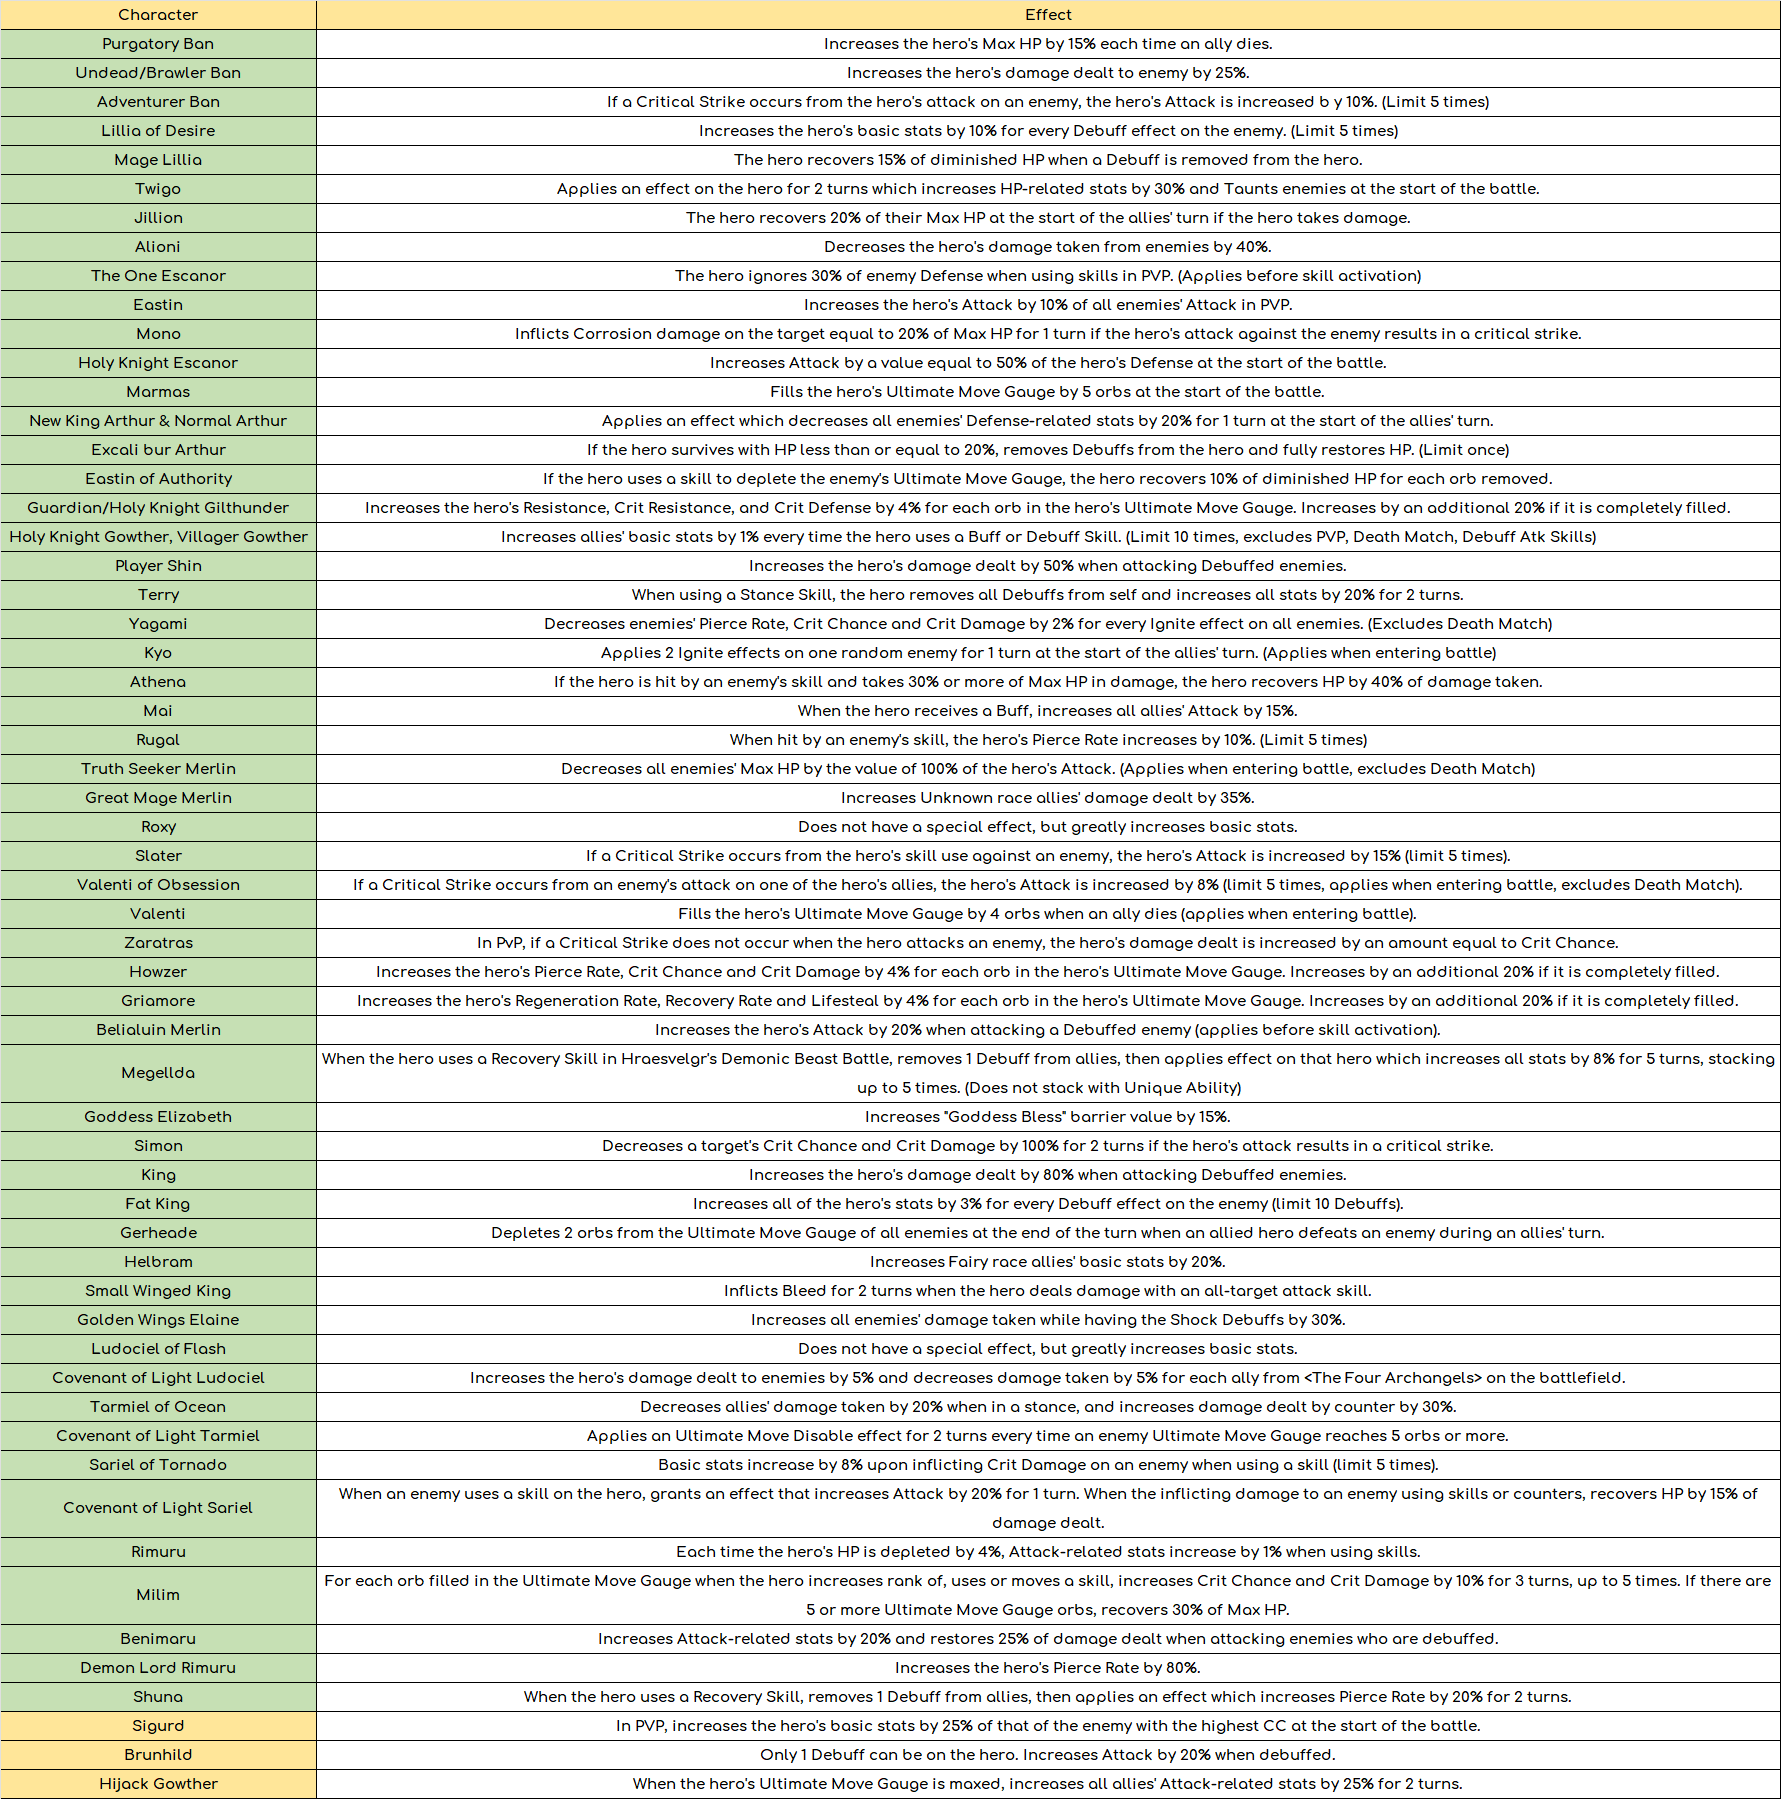 Character Effect
Purgatory Ban Increases the hero's Max HP by 15% each time an ally dies.
Undead/Brawler Ban Increases the hero's damage dealt to enemy by 25%.
Adventurer Ban If a Critical Strike occurs from the hero's attack on an enemy, the hero's Attack is increased b y 10%. (Limit 5 times)
Lillia of Desire Increases the hero's basic stats by 10% for every Debuff effect on the enemy. (Limit 5 times)
Mage Lillia The hero recovers 15% of diminished HP when a Debuff is removed from the hero.
Twigo Applies an effect on the hero for 2 turns which increases HP-related stats by 30% and Taunts enemies at the start of the battle.
Jillion The hero recovers 20% of their Max HP at the start of the allies' turn if the hero takes damage.
Alioni Decreases the hero's damage taken from enemies by 40%.
The One Escanor The hero ignores 30% of enemy Defense when using skills in PVP. (Applies before skill activation)
Eastin Increases the hero's Attack by 10% of all enemies' Attack in PVP.
Mono Inflicts Corrosion damage on the target equal to 20% of Max HP for 1 turn if the hero's attack against the enemy results in a critical strike.
Holy Knight Escanor Increases Attack by a value equal to 50% of the hero's Defense at the start of the battle.
Marmas Fills the hero's Ultimate Move Gauge by 5 orbs at the start of the battle.
New King Arthur & Normal Arthur Applies an effect which decreases all enemies' Defense-related stats by 20% for 1 turn at the start of the allies' turn.
Excali bur Arthur If the hero survives with HP less than or equal to 20%, removes Debuffs from the hero and fully restores HP. (Limit once)
Eastin of Authority If the hero uses a skill to deplete the enemy's Ultimate Move Gauge, the hero recovers 10% of diminished HP for each orb removed.
Guardian/Holy Knight Gilthunder Increases the hero's Resistance, Crit Resistance, and Crit Defense by 4% for each orb in the hero's Ultimate Move Gauge. Increases by an additional 20% if it is completely filled.
Holy Knight Gowther, Villager Gowther Increases allies' basic stats by 1% every time the hero uses a Buff or Debuff Skill. (Limit 10 times, excludes PVP, Death Match, Debuff Atk Skills)
Player Shin Increases the hero's damage dealt by 50% when attacking Debuffed enemies.
Terry When using a Stance Skill, the hero removes all Debuffs from self and increases all stats by 20% for 2 turns.
Yagami Decreases enemies' Pierce Rate, Crit Chance and Crit Damage by 2% for every Ignite effect on all enemies. (Excludes Death Match)
Kyo Applies 2 Ignite effects on one random enemy for 1 turn at the start of the allies' turn. (Applies when entering battle)
Athena If the hero is hit by an enemy's skill and takes 30% or more of Max HP in damage, the hero recovers HP by 40% of damage taken.
Mai When the hero receives a Buff, increases all allies' Attack by 15%.
Rugal When hit by an enemy's skill, the hero's Pierce Rate increases by 10%. (Limit 5 times)
Truth Seeker Merlin Decreases all enemies' Max HP by the value of 100% of the hero's Attack. (Applies when entering battle, excludes Death Match)
Great Mage Merlin Increases Unknown race allies' damage dealt by 35%.
Roxy Does not have a special effect, but greatly increases basic stats.
Slater If a Critical Strike occurs from the hero's skill use against an enemy, the hero's Attack is increased by 15% (limit 5 times).
Valenti of Obsession If a Critical Strike occurs from an enemy's attack on one of the hero's allies, the hero's Attack is increased by 8% (limit 5 times, applies when entering battle, excludes Death Match).
Valenti Fills the hero's Ultimate Move Gauge by 4 orbs when an ally dies (applies when entering battle).
Zaratras In PvP, if a Critical Strike does not occur when the hero attacks an enemy, the hero's damage dealt is increased by an amount equal to Crit Chance.
Howzer Increases the hero's Pierce Rate, Crit Chance and Crit Damage by 4% for each orb in the hero's Ultimate Move Gauge. Increases by an additional 20% if it is completely filled.
Griamore Increases the hero's Regeneration Rate, Recovery Rate and Lifesteal by 4% for each orb in the hero's Ultimate Move Gauge. Increases by an additional 20% if it is completely filled.
Belialuin Merlin Increases the hero's Attack by 20% when attacking a Debuffed enemy (applies before skill activation).
Megellda When the hero uses a Recovery Skill in Hraesvelgr's Demonic Beast Battle, removes 1 Debuff from allies, then applies effect on that hero which increases all stats by 8% for 5 turns, stacking
up to 5 times. (Does not stack with Unique Ability)
Goddess Elizabeth Increases "Goddess Bless" barrier value by 15%.
Simon Decreases a target's Crit Chance and Crit Damage by 100% for 2 turns if the hero's attack results in a critical strike.
King Increases the hero's damage dealt by 80% when attacking Debuffed enemies.
Fat King Increases all of the hero's stats by 3% for every Debuff effect on the enemy (limit 10 Debuffs).
Gerheade Depletes 2 orbs from the Ultimate Move Gauge of all enemies at the end of the turn when an allied hero defeats an enemy during an allies' turn.
Helbram Increases Fairy race allies' basic stats by 20%.
Small Winged King Inflicts Bleed for 2 turns when the hero deals damage with an all-target attack skill.
Golden Wings Elaine Increases all enemies' damage taken while having the Shock Debuffs by 30%.
Ludociel of Flash Does not have a special effect, but greatly increases basic stats.
Covenant of Light Ludociel Increases the hero's damage dealt to enemies by 5% and decreases damage taken by 5% for each ally from <The Four Archangels> on the battlefield.
Tarmiel of Ocean Decreases allies' damage taken by 20% when in a stance, and increases damage dealt by counter by 30%.
Covenant of Light Tarmiel Applies an Ultimate Move Disable effect for 2 turns every time an enemy Ultimate Move Gauge reaches 5 orbs or more.
Sariel of Tornado Basic stats increase by 8% upon inflicting Crit Damage on an enemy when using a skill (limit 5 times).
Covenant of Light Sariel When an enemy uses a skill on the hero, grants an effect that increases Attack by 20% for 1 turn. When the inflicting damage to an enemy using skills or counters, recovers HP by 15% of
damage dealt.
Rimuru Each time the hero's HP is depleted by 4%, Attack-related stats increase by 1% when using skills.
Milim For each orb filled in the Ultimate Move Gauge when the hero increases rank of, uses or moves a skill, increases Crit Chance and Crit Damage by 10% for 3 turns, up to 5 times. If there are
5 or more Ultimate Move Gauge orbs, recovers 30% of Max HP.
Benimaru Increases Attack-related stats by 20% and restores 25% of damage dealt when attacking enemies who are debuffed.
Demon Lord Rimuru Increases the hero's Pierce Rate by 80%.
Shuna When the hero uses a Recovery Skill, removes 1 Debuff from allies, then applies an effect which increases Pierce Rate by 20% for 2 turns.
Sigurd In PVP, increases the hero's basic stats by 25% of that of the enemy with the highest CC at the start of the battle.
Brunhild Only 1 Debuff can be on the hero. Increases Attack by 20% when debuffed.
Hijack Gowther When the hero's Ultimate Move Gauge is maxed, increases all allies' Attack-related stats by 25% for 2 turns.